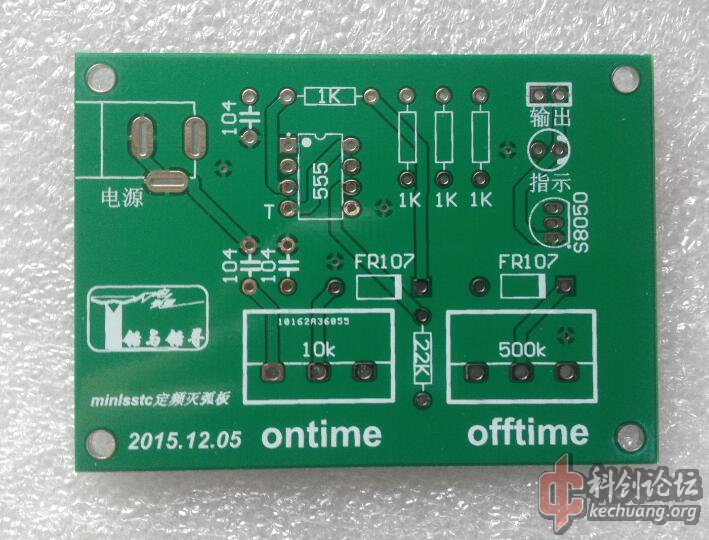 104
1K
输出
电源
555
T
1K
1K
1K
指示
S8050
104
104
FR107
FR107
10162A36055
10k
22K
500k
minisstc定频灭弧板
2015.12.05
ontime
offtime
科创论坛
kechuang.org